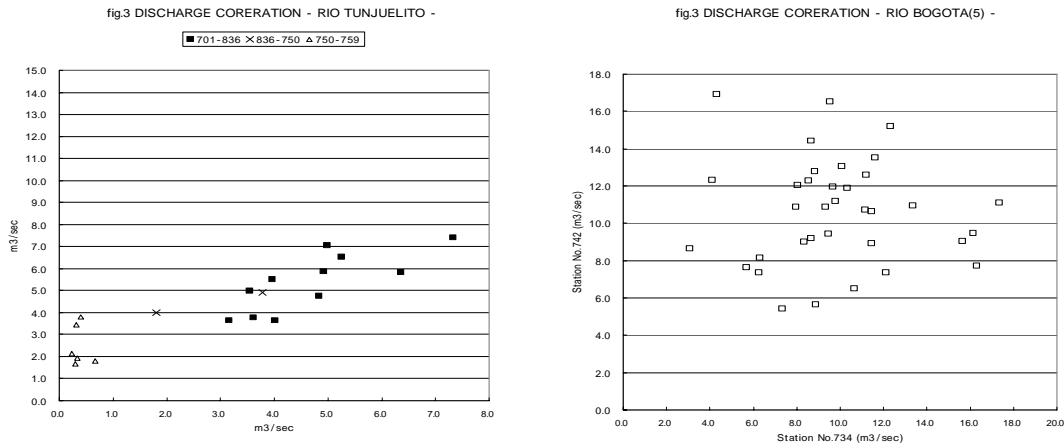 fig.3 DISCHARGE CORERATION - RIO TUNJUELITO -
701-836 836-750 750-759
15.0
14.0
13.0
12.0
11.0
10.0
9.0
8.0
7.0
6.0
5.0
4.0
3.0
2.0
1.0
0.0
m3/sec
0.0 1.0 2.0 3.0 4.0 5.0 6.0 7.0 8.0
m3/sec
fig.3 DISCHARGE CORERATION - RIO BOGOTA(5) -
18.0
16.0
14.0
12.0
10.0
8.0
6.0
4.0
2.0
0.0
Station No.742 (m3/sec)
0.0 2.0 4.0 6.0 8.0 10.0 12.0 14.0 16.0 18.0 20.0
Station No.734 (m3/sec)